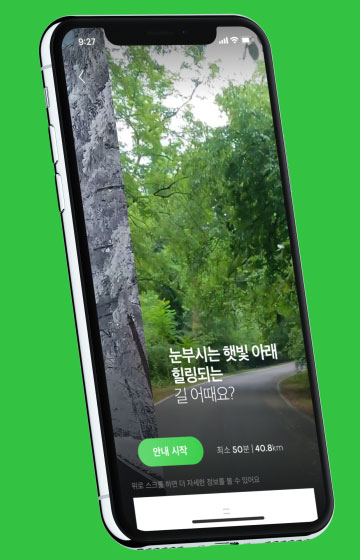 9:27
눈부시는 햇빛 아래
힐링되는
길 어때요?
안내 시작
최소 50분 | 40.8km
위로 스크롤 하면 더 자세한 정보를 볼 수 있어요